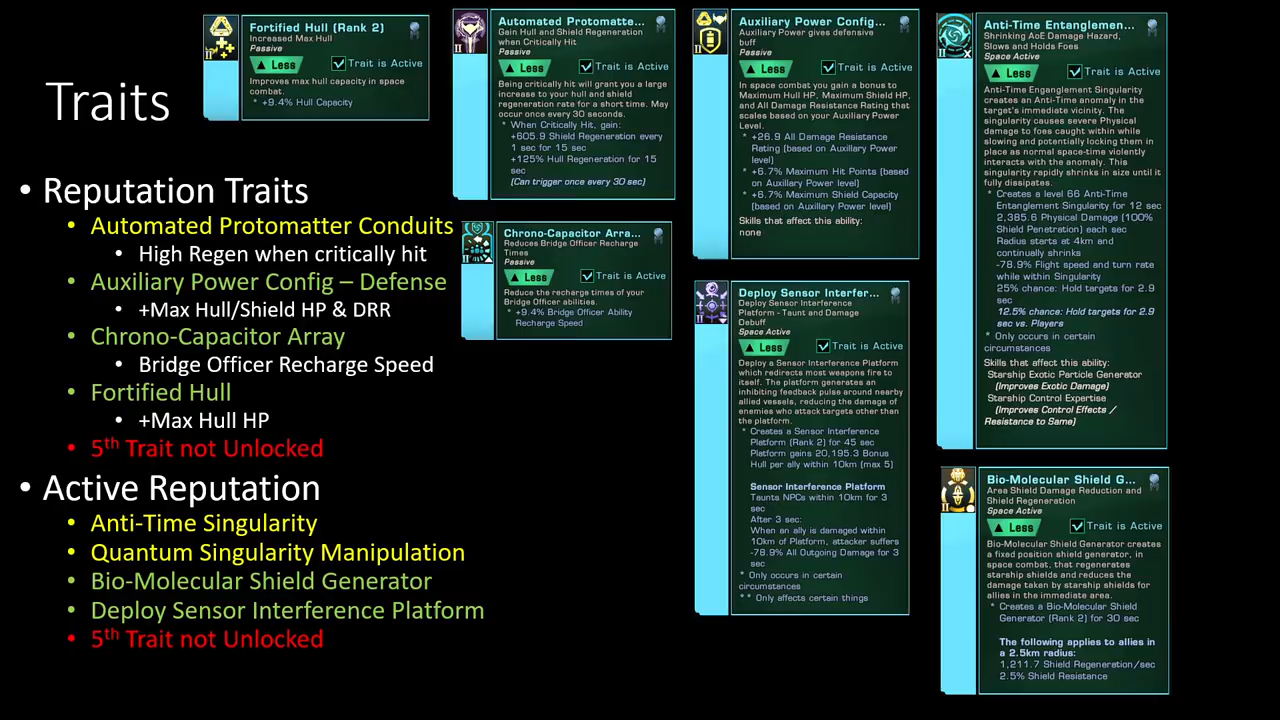 Traits
• Reputation Traits
• Automated Protomatter Conduits
• High Regen when critically hit
• Auxiliary Power Config – Defense
• +Max Hull/Shield HP & DRR
• Chrono-Capacitor Array
• Bridge Officer Recharge Speed
• Fortified Hull
• +Max Hull HP
• 5th Trait not Unlocked
• Active Reputation
• Anti-Time Singularity
• Quantum Singularity Manipulation
• Bio-Molecular Shield Generator
• Deploy Sensor Interference Platform
• 5th Trait not Unlocked
II
Fortified Hull (Rank 2)
Increased Max Hull
Passive
▲ Less
Trait is Active
Improves max hull capacity in space
combat.
* +9.4% Hull Capacity
II
Automated Protomatte...
Gain Hull and Shield Regeneration
when Critically Hit
Passive
▲ Less
Trait is Active
Being critically hit will grant you a large
increase to your hull and shield
regeneration rate for a short time. May
occur once every 30 seconds.
* When Critically Hit, gain:
+605.9 Shield Regeneration every
1 sec for 15 sec
+125% Hull Regeneration for 15
sec
(Can trigger once every 30 sec)
II
Chrono-Capacitor Arra...
Reduces Bridge Officer Recharge
Times
Passive
▲ Less
Trait is Active
Reduce the recharge times of your
Bridge Officer abilities.
* +9.4% Bridge Officer Ability
Recharge Speed
II
Auxiliary Power Config...
Auxiliary Power gives defensive
buff
Passive
▲ Less
Trait is Active
In space combat you gain a bonus to
Maximum Hull HP, Maximum Shield HP,
and All Damage Resistance Rating that
scales based on your Auxiliary Power
Level.
* +26.9 All Damage Resistance
Rating (based on Auxiliary Power
level)
* +6.7% Maximum Hit Points (based
on Auxiliary Power level)
* +6.7% Maximum Shield Capacity
(based on Auxiliary Power level)
Skills that affect this ability:
none
II
Deploy Sensor Interfer...
Deploy Sensor Interference
Platform - Taunt and Damage
Debuff
Space Active
▲ Less
Trait is Active
Deploy a Sensor Interference Platform
which redirects most weapons fire to
itself. The platform generates an
inhibiting feedback pulse around nearby
allied vessels, reducing the damage of
enemies who attack targets other than
the platform.
* Creates a Sensor Interference
Platform (Rank 2) for 45 sec
Platform gains 20,195.3 Bonus
Hull per ally within 10km (max 5)
Sensor Interference Platform
Taunts NPCs within 10km for 3
sec
After 3 sec:
When an ally is damaged within
10km of Platform, attacker suffers
-78.9% All Outgoing Damage for 3
sec
* Only occurs in certain
circumstances
* * Only affects certain things
II
Anti-Time Entanglemen...
Shrinking AoE Damage Hazard,
Slows and Holds Foes
Space Active
▲ Less
Trait is Active
Anti-Time Enganglement Singularity
creates an Anti-Time anomaly in the
target's immediate vicinity. The
singularity causes severe Physical
damage to foes caught within while
slowing and potentially locking them in
place as normal space-time violently
interacts with the anomaly. This
singularity rapidly shrinks in size until it
fully dissipates.
* Creates a level 66 Anti-Time
Entanglement Singularity for 12 sec
2,385.6 Physical Damage (100%
Shield Penetration) each sec
Radius starts at 4km and
continually shrinks
-78.9% Flight speed and turn rate
while within Singularity
25% chance: Hold targets for 2.9
sec
12.5% chance: Hold targets for 2.9
sec vs. Players
* Only occurs in certain
circumstances
Skills that affect this ability:
Starship Exotic Particle Generator
(Improves Exotic Damage)
Starship Control Expertise
(Improves Control Effects /
Resistance to Same)
II
Bio-Molecular Shield G...
Area Shield Damage Reduction and
Shield Regeneration
Space Active
▲ Less
Trait is Active
Bio-Molecular Shield Generator creates
a fixed position shield generator, in
space combat, that regenerates
starship shields and reduces the
damage taken by starship shields for
allies in the immediate area.
* Creates a Bio-Molecular Shield
Generator (Rank 2) for 30 sec
The following applies to allies in
a 2.5km radius:
1,211.7 Shield Regeneration/sec
2.5% Shield Resistance